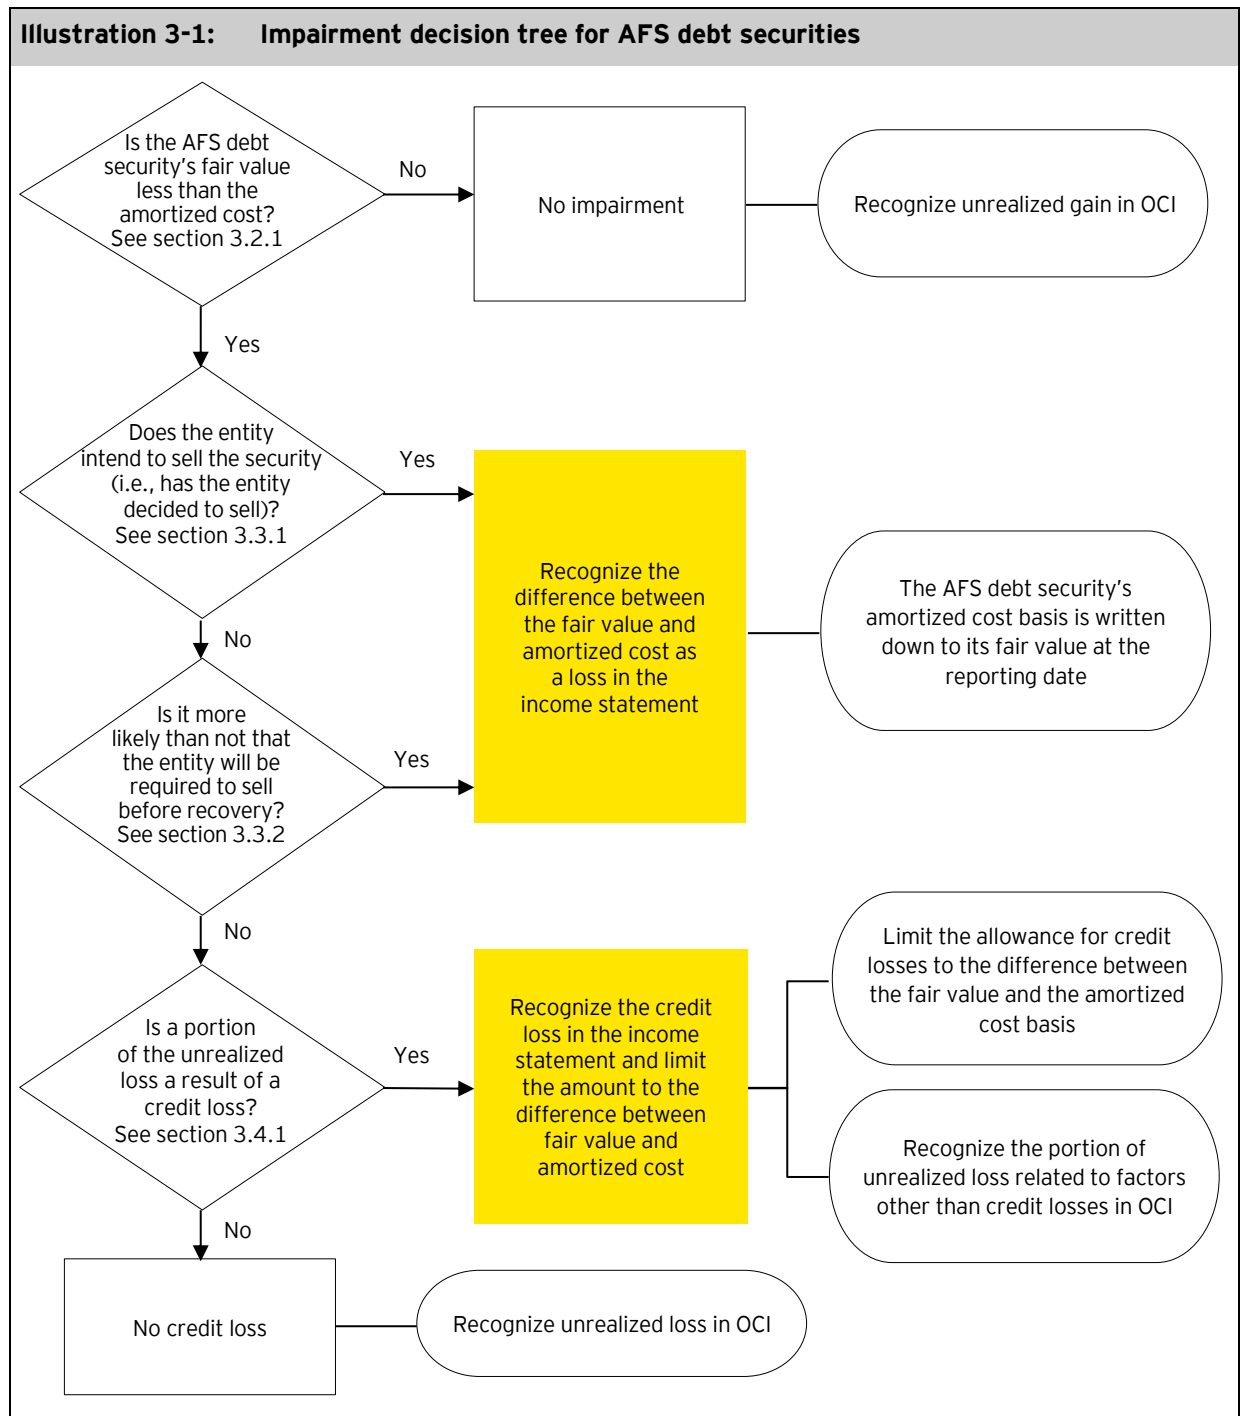 Illustration 3-1: Impairment decision tree for AFS debt securities
Is the AFS debt
security's fair value
less than the
amortized cost?
See section 3.2.1
No
No impairment
Recognize unrealized gain in OCI
Yes
Does the entity
intend to sell the security
(i.e., has the entity
decided to sell)?
See section 3.3.1
Yes
Recognize the
difference between
the fair value and
amortized cost as
a loss in the
income statement
The AFS debt security's
amortized cost basis is written
down to its fair value at the
reporting date
No
Is it more
likely than not that
the entity will be
required to sell
before recovery?
See section 3.3.2
Yes
No
Is a portion
of the unrealized
loss a result of a
credit loss?
See section 3.4.1
Yes
Recognize the credit
loss in the income
statement and limit
the amount to the
difference between
fair value and
amortized cost
Limit the allowance for credit
losses to the difference between
the fair value and the amortized
cost basis
Recognize the portion of
unrealized loss related to factors
other than credit losses in OCI
No
No credit loss
Recognize unrealized loss in OCI